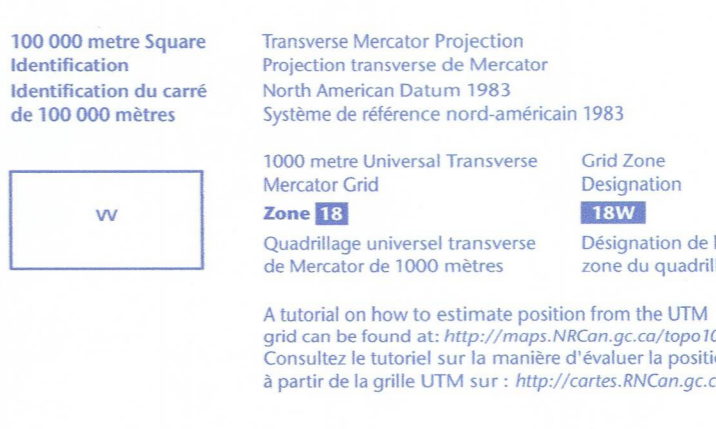 100 000 metre Square
Identification
Identification du carré
de 100 000 mètres
VV
Transverse Mercator Projection
Projection transverse de Mercator
North American Datum 1983
Système de référence nord-américain 1983
1000 metre Universal Transverse
Mercator Grid
Zone 18
Quadrillage universel transverse
de Mercator de 1000 mètres
Grid Zone
Designation
18W
Désignation de l
zone du quadril
A tutorial on how to estimate position from the UTM
grid can be found at: http://maps.NRCan.gc.ca/topo10
Consultez le tutoriel sur la manière d'évaluer la positi
à partir de la grille UTM sur : http://cartes.RNCan.gc.c